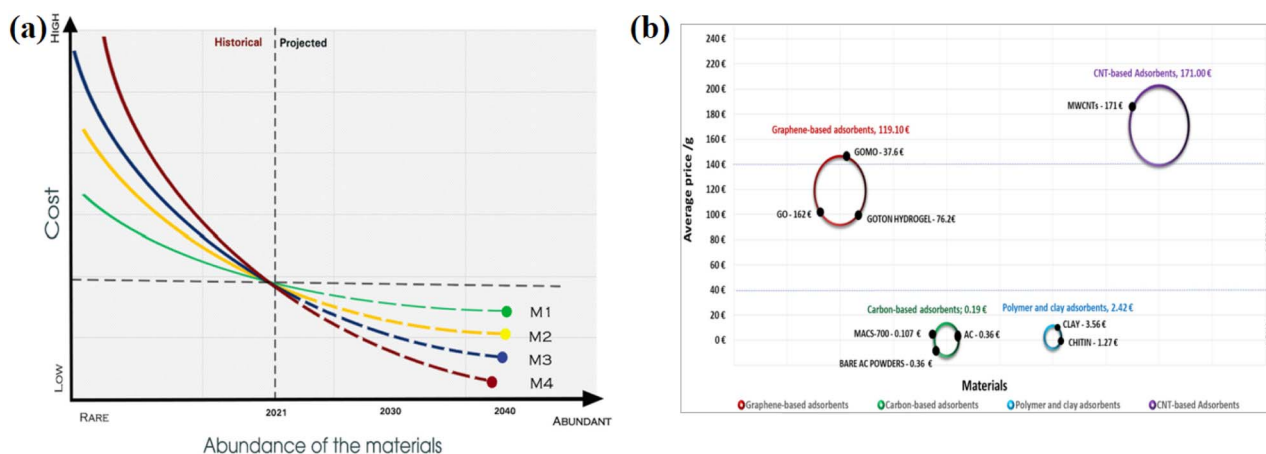 (a)
HIGH
Historical
Projected
Cost
M1
M2
M3
M4
LOW
RARE
2021
2030
2040
ABUNDANT
Abundance of the materials
(b)
240 €
220 €
200 €
180 €
160 €
140 €
120 €
100 €
80 €
60 €
40 €
20 €
0 €
Average price /g
CNT-based Adsorbents, 171.00 €
MWCNTs - 171 €
Graphene-based adsorbents, 119.10 €
GOMO - 37.6 €
GO - 162 €
GOTON HYDROGEL - 76.2€
Carbon-based adsorbents; 0.19 €
Polymer and clay adsorbents, 2.42 €
MACS-700 - 0.107 €
AC - 0.36 €
CLAY - 3.56 €
CHITIN - 1.27 €
BARE AC POWDERS - 0.36 €
Materials
Graphene-based adsorbents
Carbon-based adsorbents
Polymer and clay adsorbents
CNT-based Adsorbents